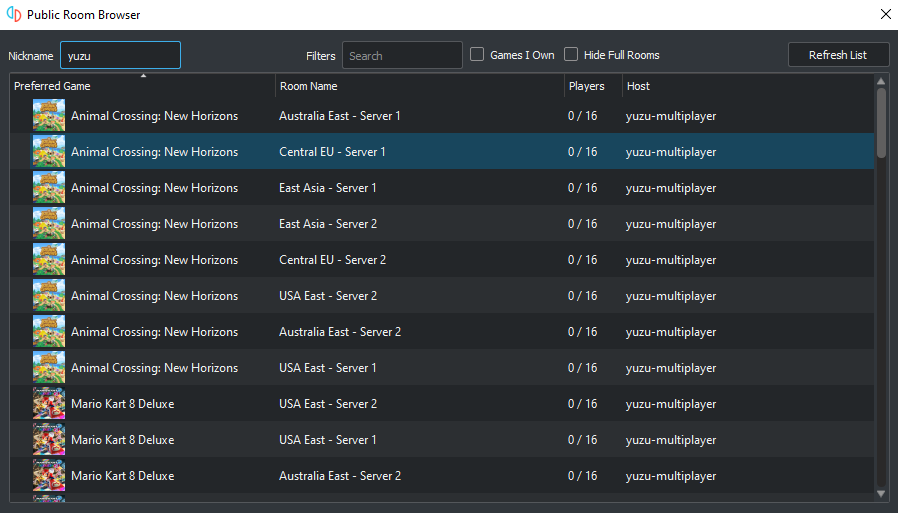 Public Room Browser
Nickname yuzu Filters Search Games I Own Hide Full Rooms Refresh List
Preferred Game Room Name Players Host
Animal Crossing: New Horizons Australia East - Server 1 0 / 16 yuzu-multiplayer
Animal Crossing: New Horizons Central EU - Server 1 0 / 16 yuzu-multiplayer
Animal Crossing: New Horizons East Asia - Server 1 0 / 16 yuzu-multiplayer
Animal Crossing: New Horizons East Asia - Server 2 0 / 16 yuzu-multiplayer
Animal Crossing: New Horizons Central EU - Server 2 0 / 16 yuzu-multiplayer
Animal Crossing: New Horizons USA East - Server 2 0 / 16 yuzu-multiplayer
Animal Crossing: New Horizons Australia East - Server 2 0 / 16 yuzu-multiplayer
Animal Crossing: New Horizons USA East - Server 1 0 / 16 yuzu-multiplayer
Mario Kart 8 Deluxe USA East - Server 2 0 / 16 yuzu-multiplayer
Mario Kart 8 Deluxe USA East - Server 1 0 / 16 yuzu-multiplayer
Mario Kart 8 Deluxe Australia East - Server 2 0 / 16 yuzu-multiplayer